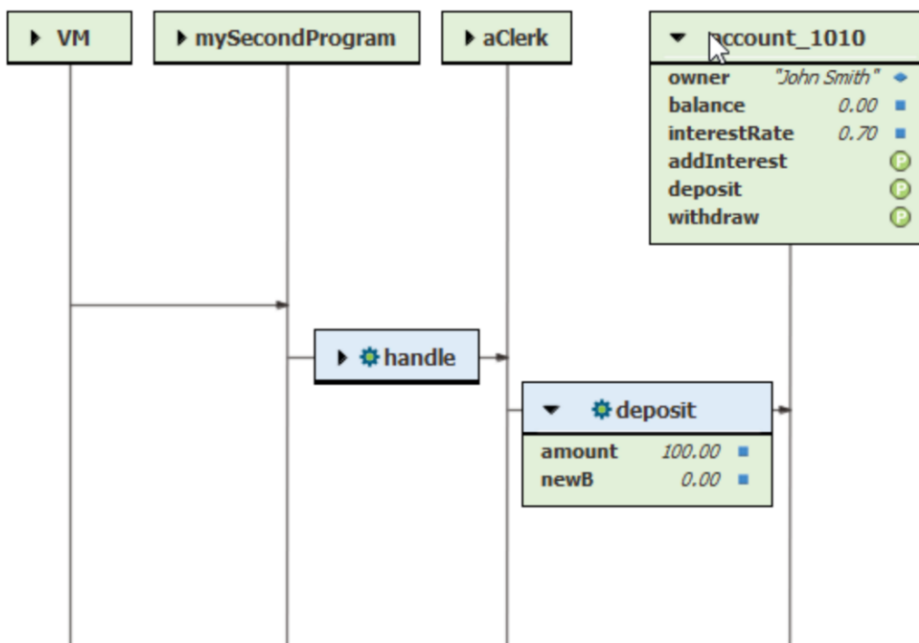 VM
mySecondProgram
aClerk
account_1010
owner "John Smith"
balance 0.00
interestRate 0.70
addInterest P
deposit P
withdraw P
handle
deposit
amount 100.00
newB 0.00